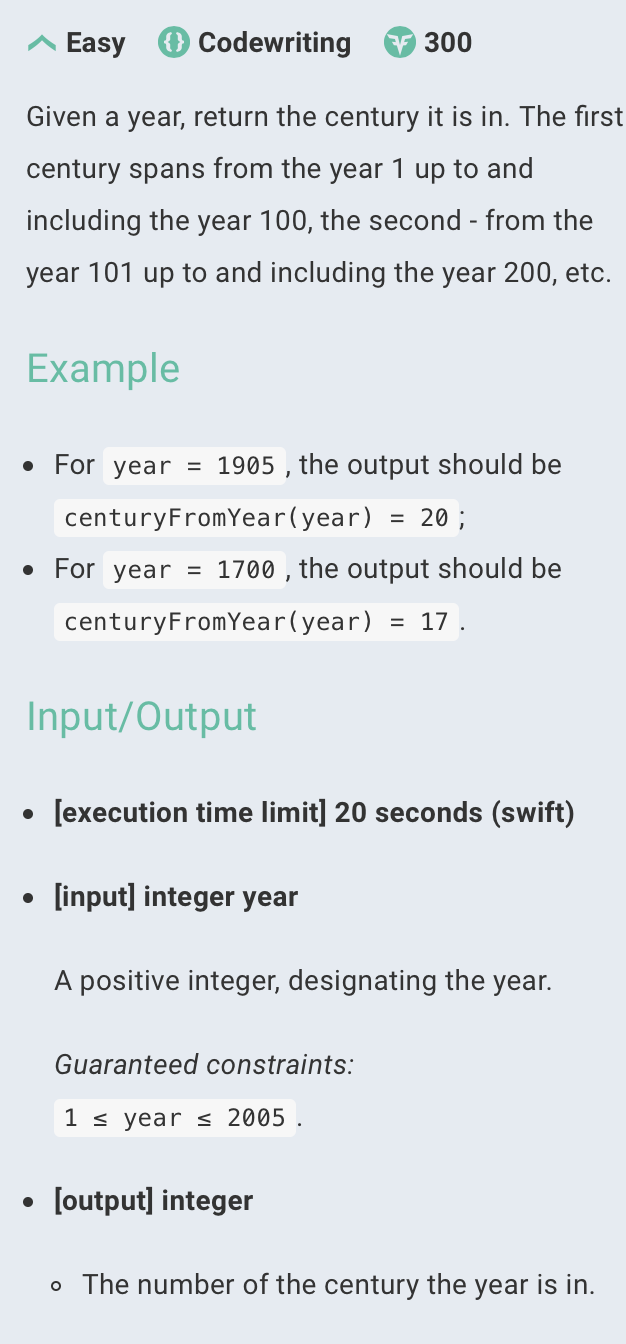 Easy Codewriting 300
Given a year, return the century it is in. The first
century spans from the year 1 up to and
including the year 100, the second - from the
year 101 up to and including the year 200, etc.
Example
• For year = 1905, the output should be
centuryFromYear(year) = 20;
• For year = 1700, the output should be
centuryFromYear(year) = 17.
Input/Output
• [execution time limit] 20 seconds (swift)
• [input] integer year
A positive integer, designating the year.
Guaranteed constraints:
1 ≤ year ≤ 2005.
• [output] integer
◦ The number of the century the year is in.